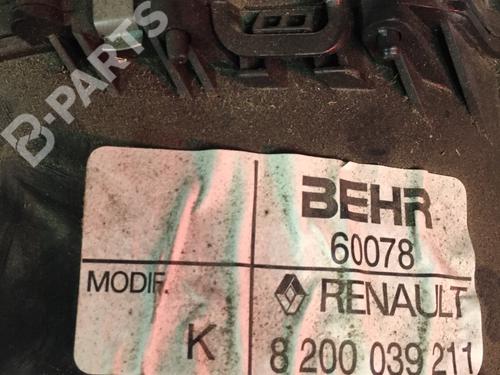 B-PARTS
BEHR
60078
MODIF.
RENAULT
K
8 200 039 211